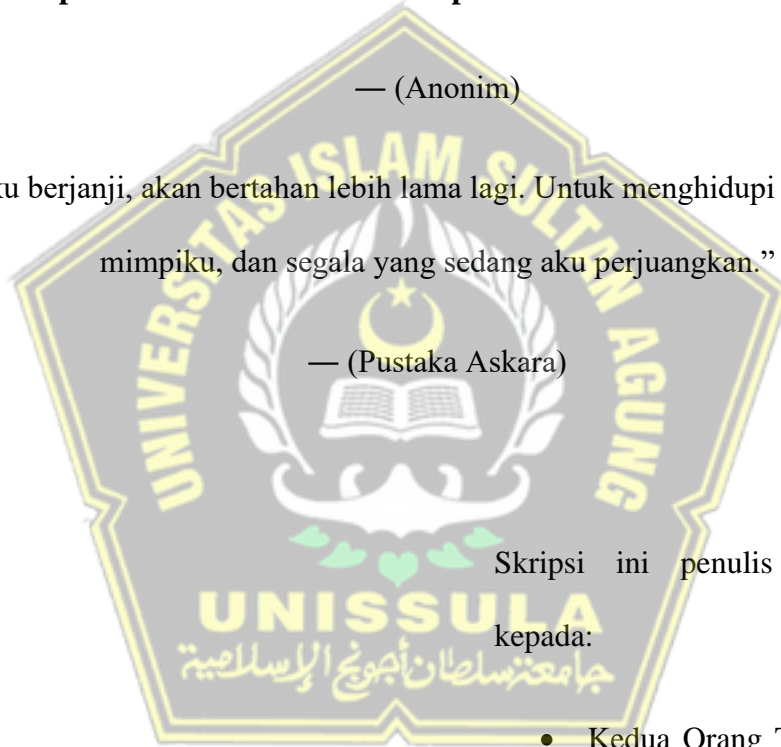 — (Anonim)
ku berjanji, akan bertahan lebih lama lagi. Untuk menghidupi
mimpiku, dan segala yang sedang aku perjuangkan.”
— (Pustaka Askara)
UNIVERSITAS ISLAM SULTAN AGUNG
Skripsi ini penulis
kepada:
UNISSULA
جامعة سلطان أجونج الإسلامية
• Kedua Orang